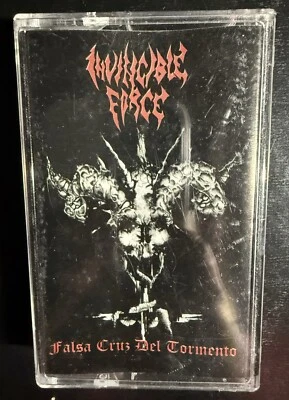 INVINCIBLE
FORCE
Falsa Cruz Del Tormento